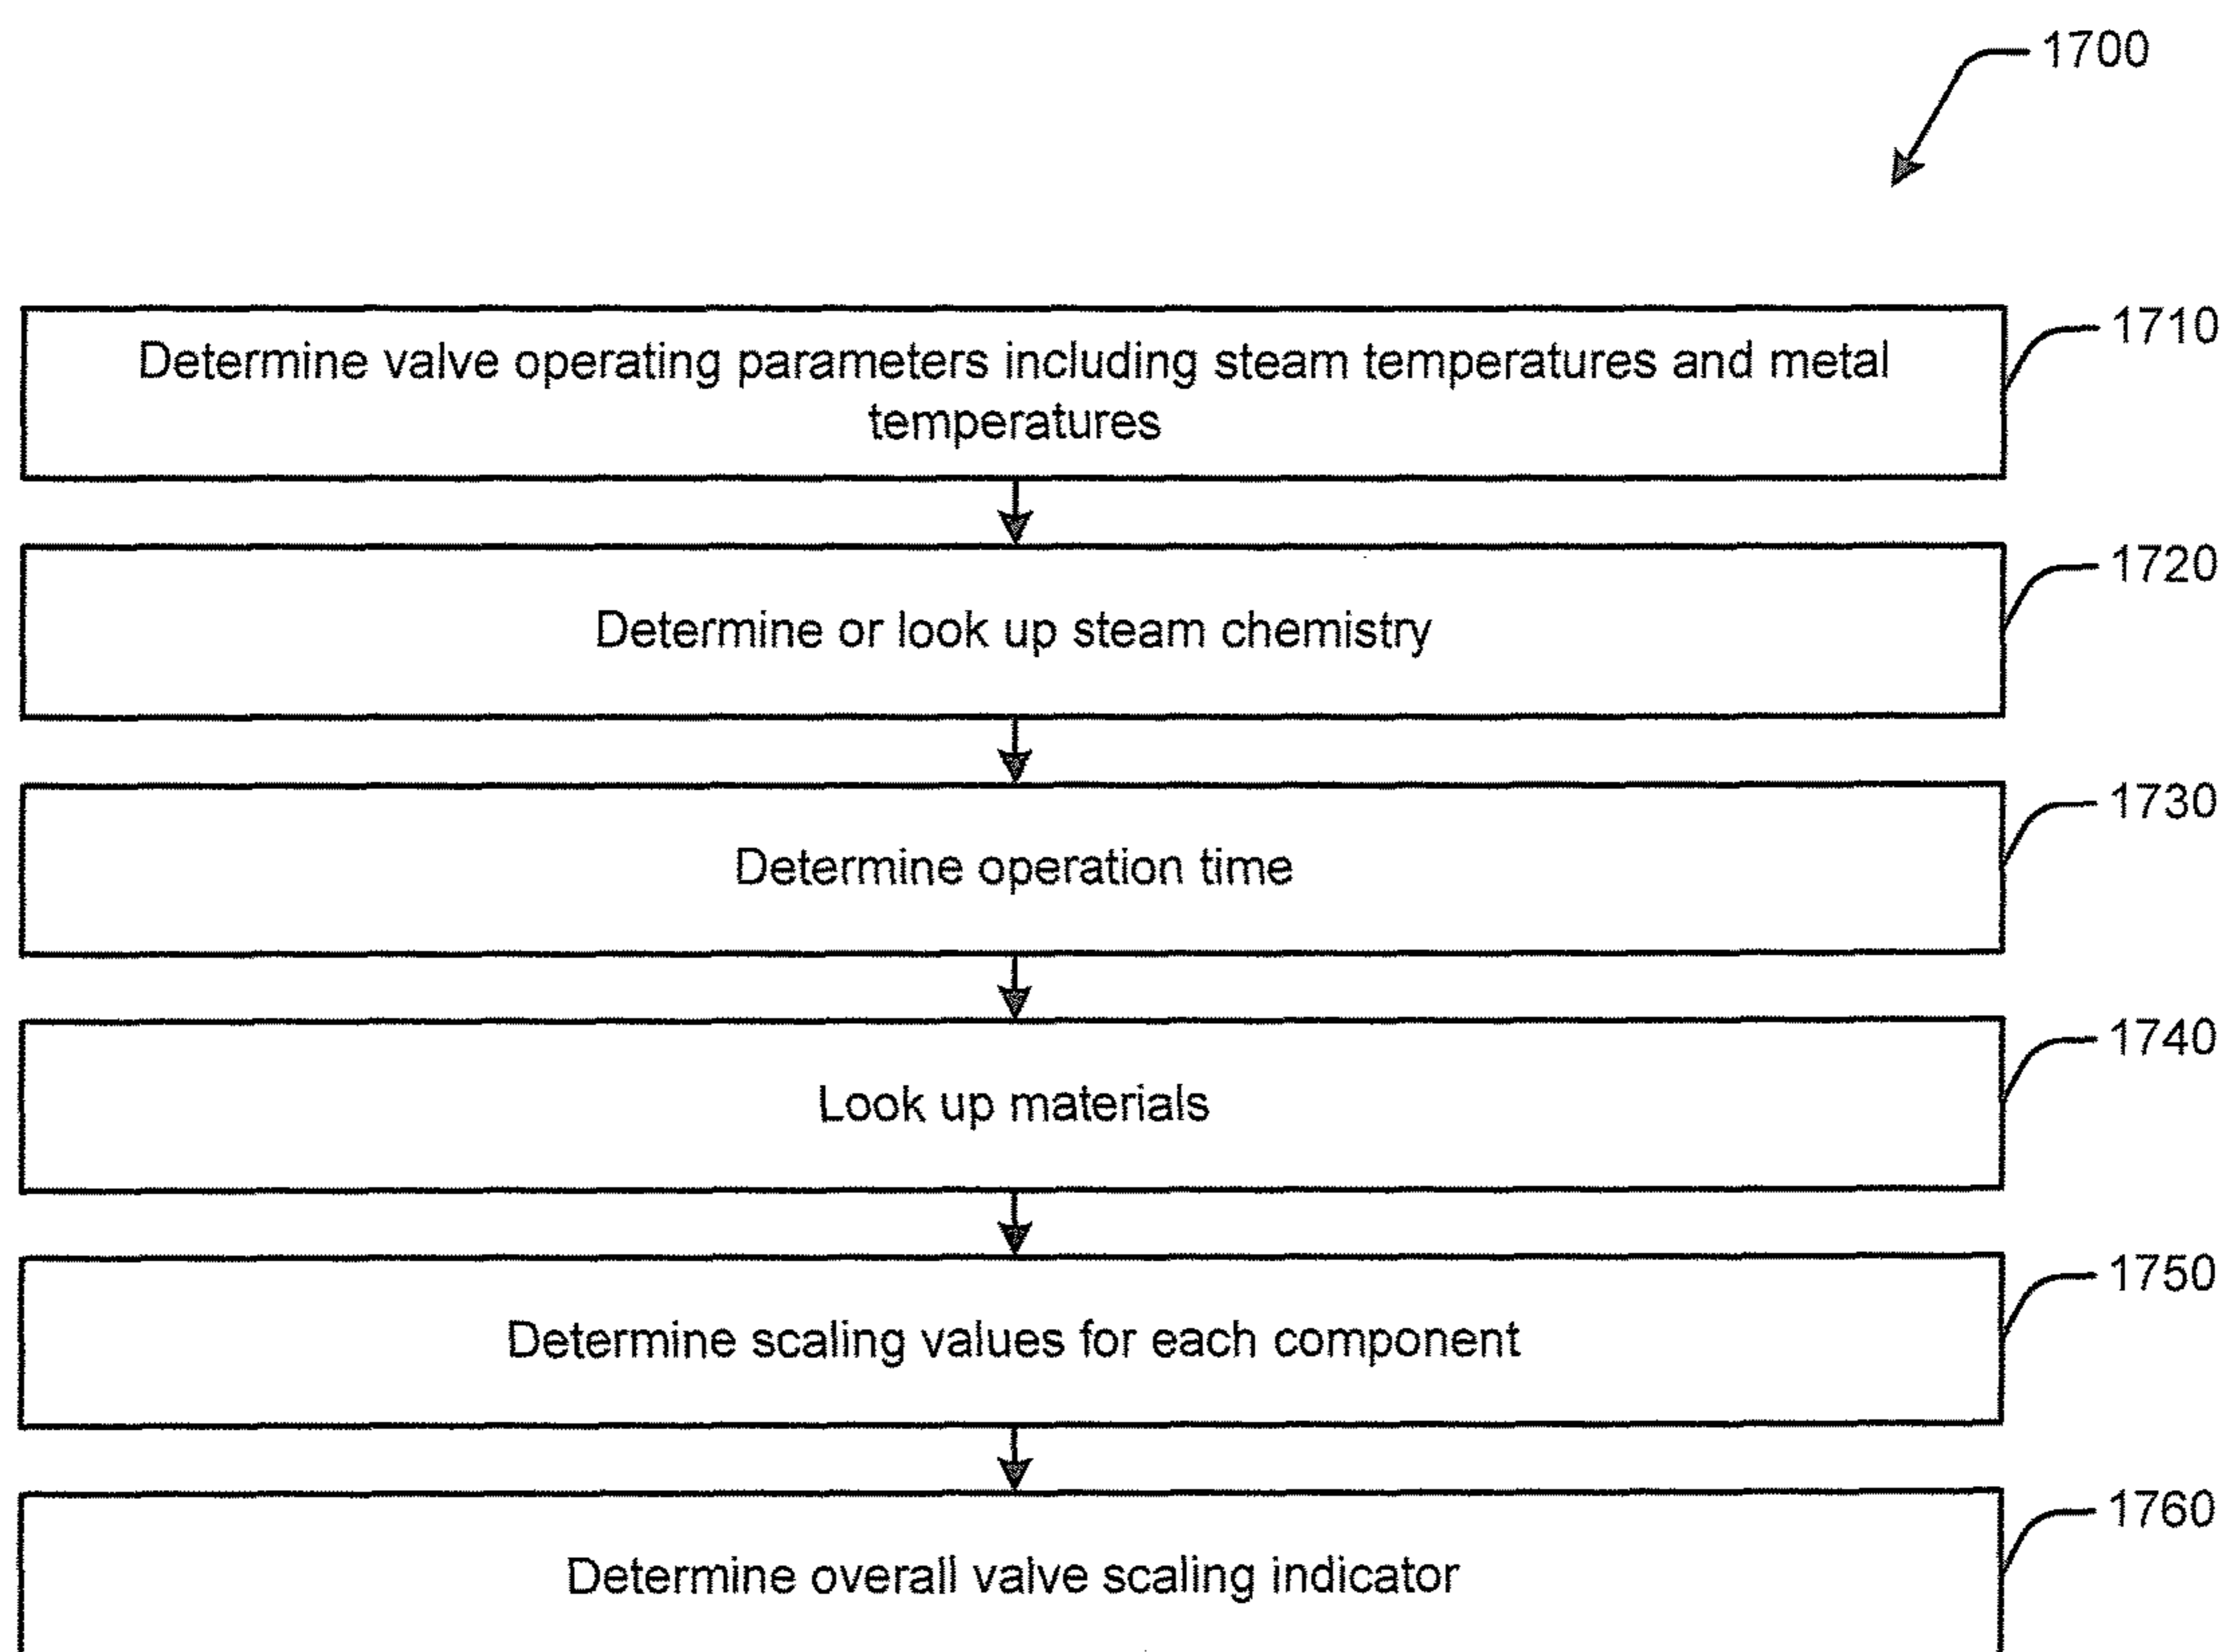 1700
1710
Determine valve operating parameters including steam temperatures and metal
temperatures
1720
Determine or look up steam chemistry
1730
Determine operation time
1740
Look up materials
1750
Determine scaling values for each component
1760
Determine overall valve scaling indicator